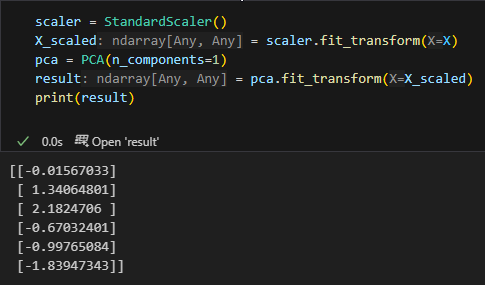 scaler = StandardScaler()
X_scaled: ndarray[Any, Any] = scaler.fit_transform(X=X)
pca = PCA(n_components=1)
result: ndarray[Any, Any] = pca.fit_transform(X=X_scaled)
print(result)
0.0s Open 'result'
[[-0.01567033]
[ 1.34064801]
[ 2.1824706 ]
[-0.67032401]
[-0.99765084]
[-1.83947343]]